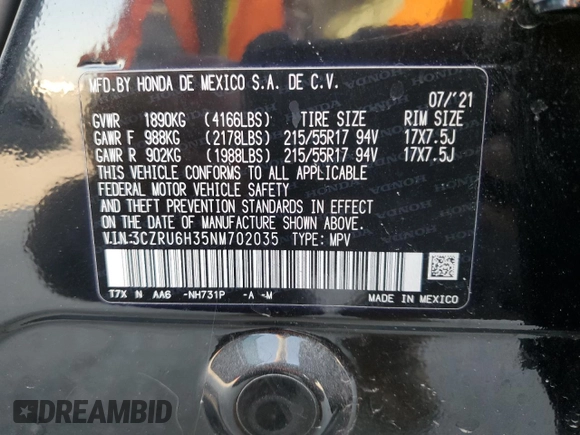 MFD.BY HONDA DE MEXICO S.A. DE C.V.
07/'21
GVWR 1890KG (4166LBS) TIRE SIZE RIM SIZE
GAWR F 988KG (2178LBS) 215/55R17 94V 17X7.5J
GAWR R 902KG (1988LBS) 215/55R17 94V 17X7.5J
THIS VEHICLE CONFORMS TO ALL APPLICABLE
FEDERAL MOTOR VEHICLE SAFETY
AND THEFT PREVENTION STANDARDS IN EFFECT
ON THE DATE OF MANUFACTURE SHOWN ABOVE.
V.I.N:3CZRU6H35NM702035 TYPE: MPV
T7X N AA6 -NH731P -A -M
MADE IN MEXICO
DREAMBID